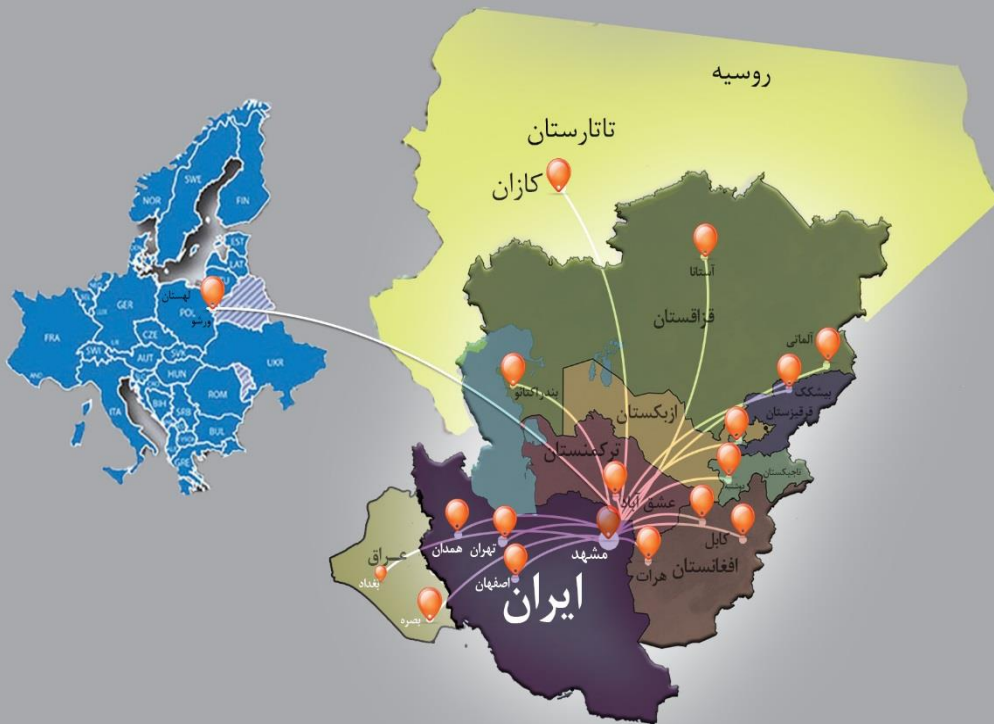 روسیه
تاتارستان
کازان
آستانا
قزاقستان
آلماتی
بیشکک
قرقیزستان
بندرآکتائو
ازبکستان
ترکمنستان
تاجیکستان
عشق آباد
کابل
افغانستان
هرات
مشهد
تهران
همدان
اصفهان
ایران
عراق
بغداد
بصره
SWE
NOR
FIN
EST
LAT
لهستان
ورشو
POL
GER
FRA
CZE
UKR
SWI
AUT
HUN
ITA
ROM
BIH
SRB
BUL
GRE